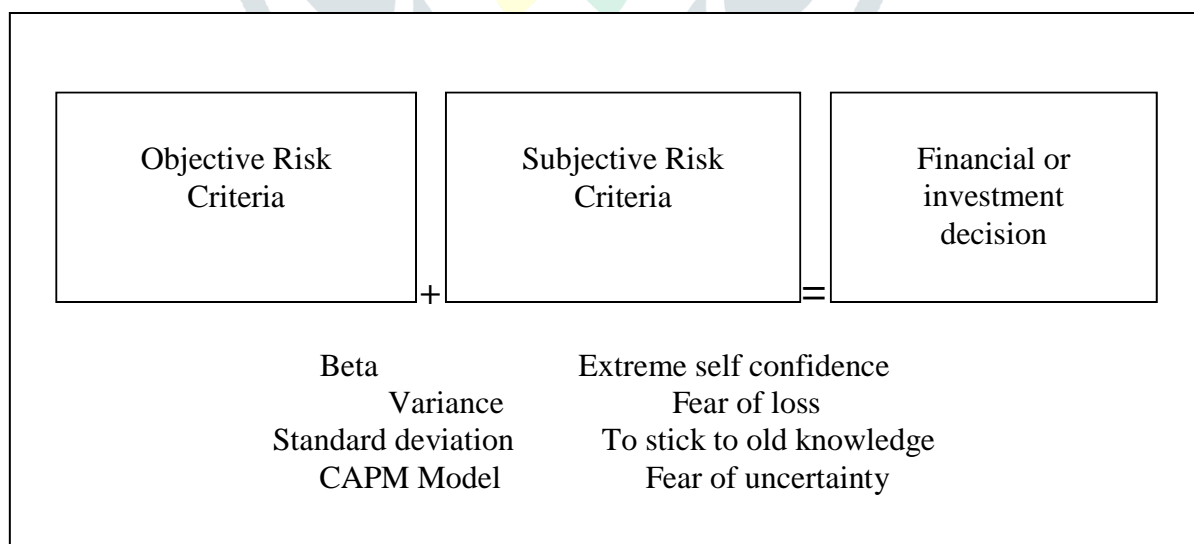 Objective Risk
Criteria
+
Subjective Risk
Criteria
=
Financial or
investment
decision
Beta
Variance
Standard deviation
CAPM Model
Extreme self confidence
Fear of loss
To stick to old knowledge
Fear of uncertainty